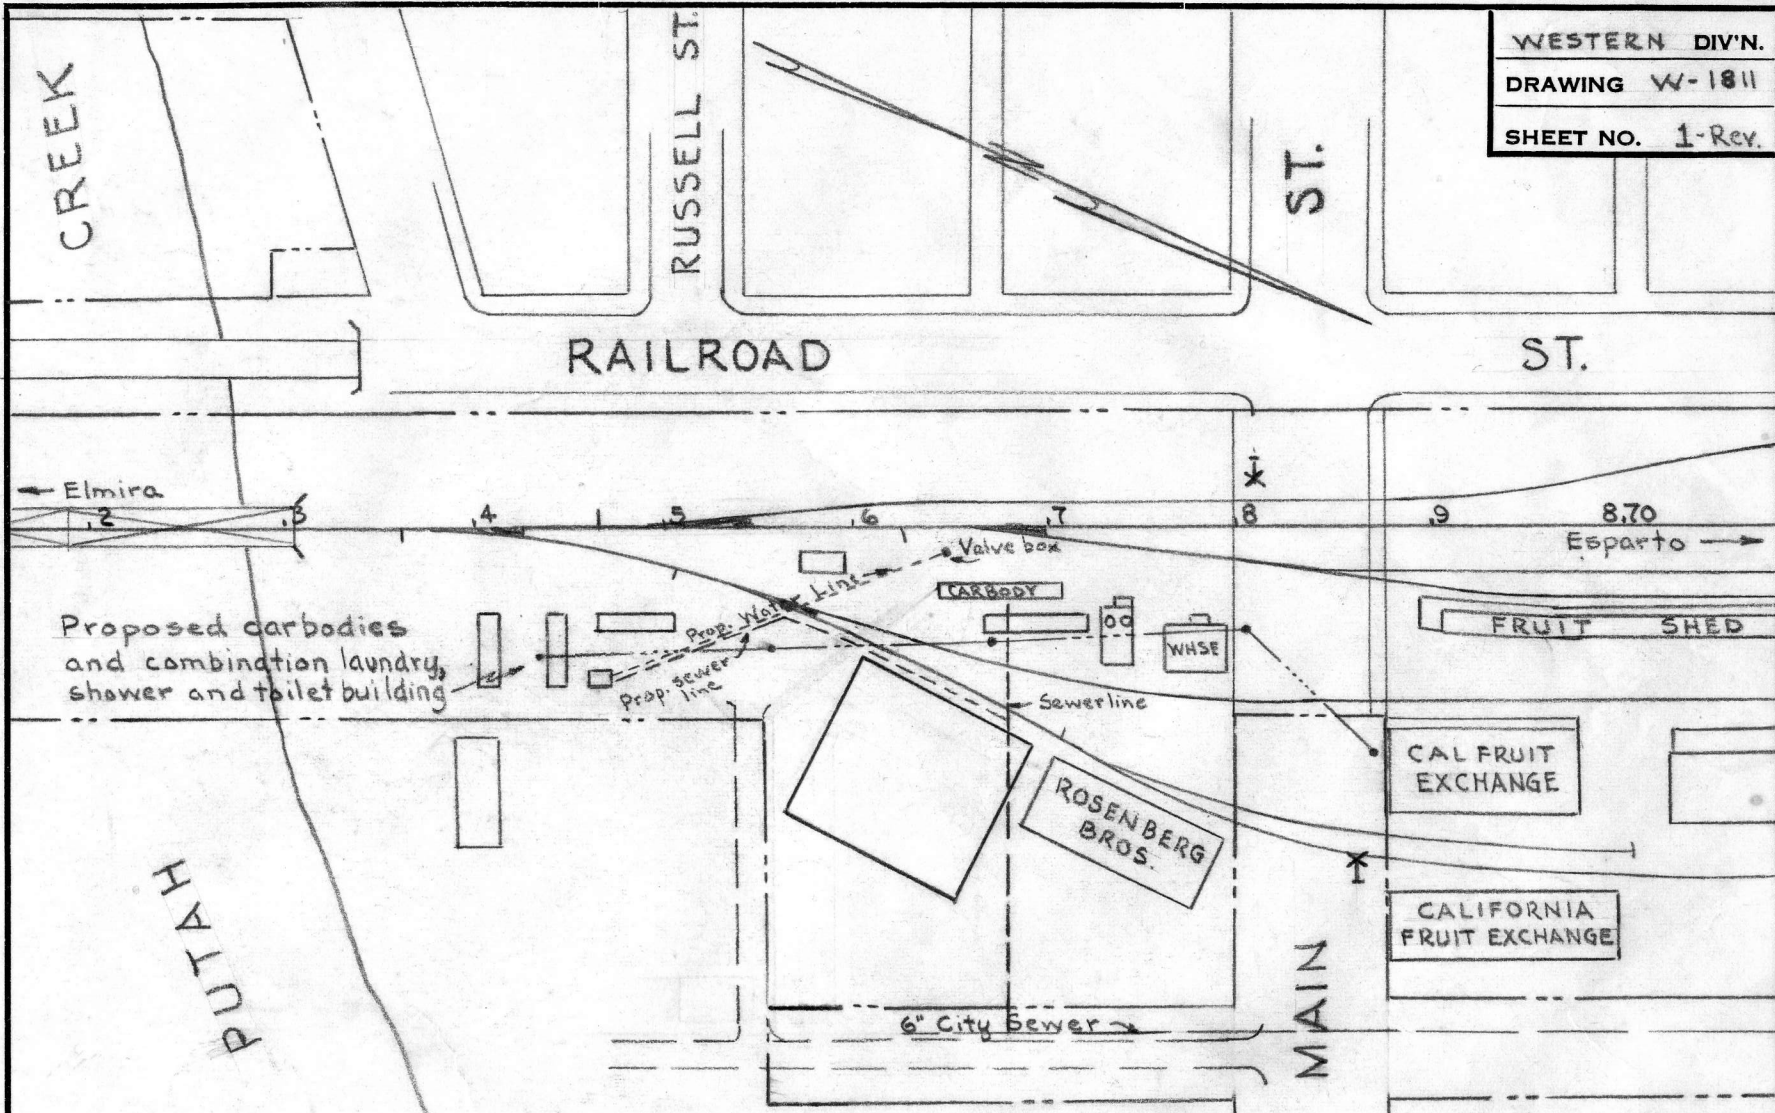 WESTERN DIV'N.
DRAWING W-1811
SHEET NO. 1-Rev.
CREEK
RUSSELL ST.
ST.
RAILROAD ST.
← Elmira
.2 .3 .4 .5 .6 .7 .8 .9 8.70
Esparto →
Valve box
Prop. Water Line
CARBODY
Proposed carbodies
and combination laundry,
shower and toilet building
Prop. sewer
line
WHSE
FRUIT SHED
Sewerline
CAL FRUIT
EXCHANGE
ROSENBERG
BROS.
CALIFORNIA
FRUIT EXCHANGE
PUTAH
6" City Sewer
MAIN